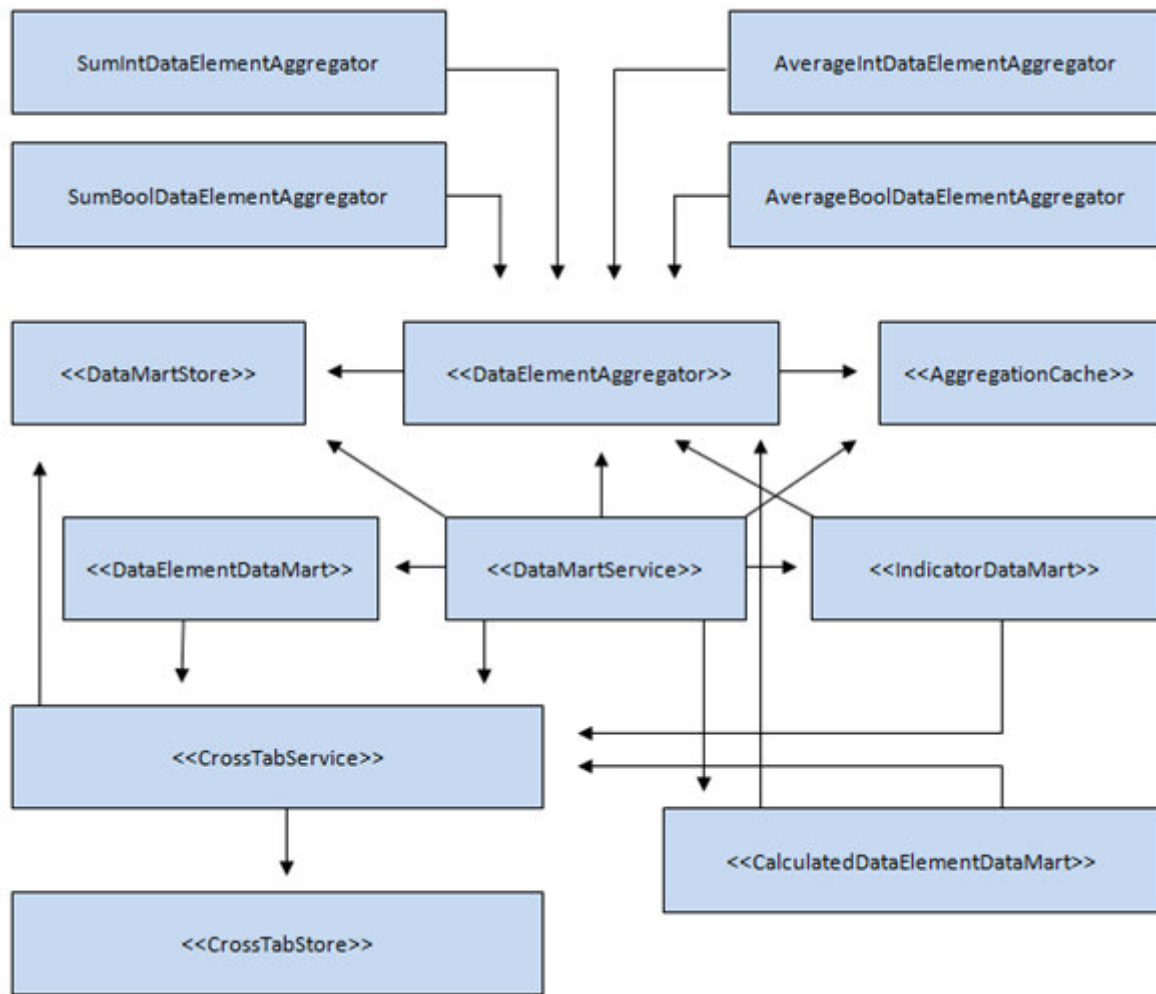 SumIntDataElementAggregator
AverageIntDataElementAggregator
SumBoolDataElementAggregator
AverageBoolDataElementAggregator
<<DataMartStore>>
<<DataElementAggregator>>
<<AggregationCache>>
<<DataElementDataMart>>
<<DataMartService>>
<<IndicatorDataMart>>
<<CrossTabService>>
<<CalculatedDataElementDataMart>>
<<CrossTabStore>>